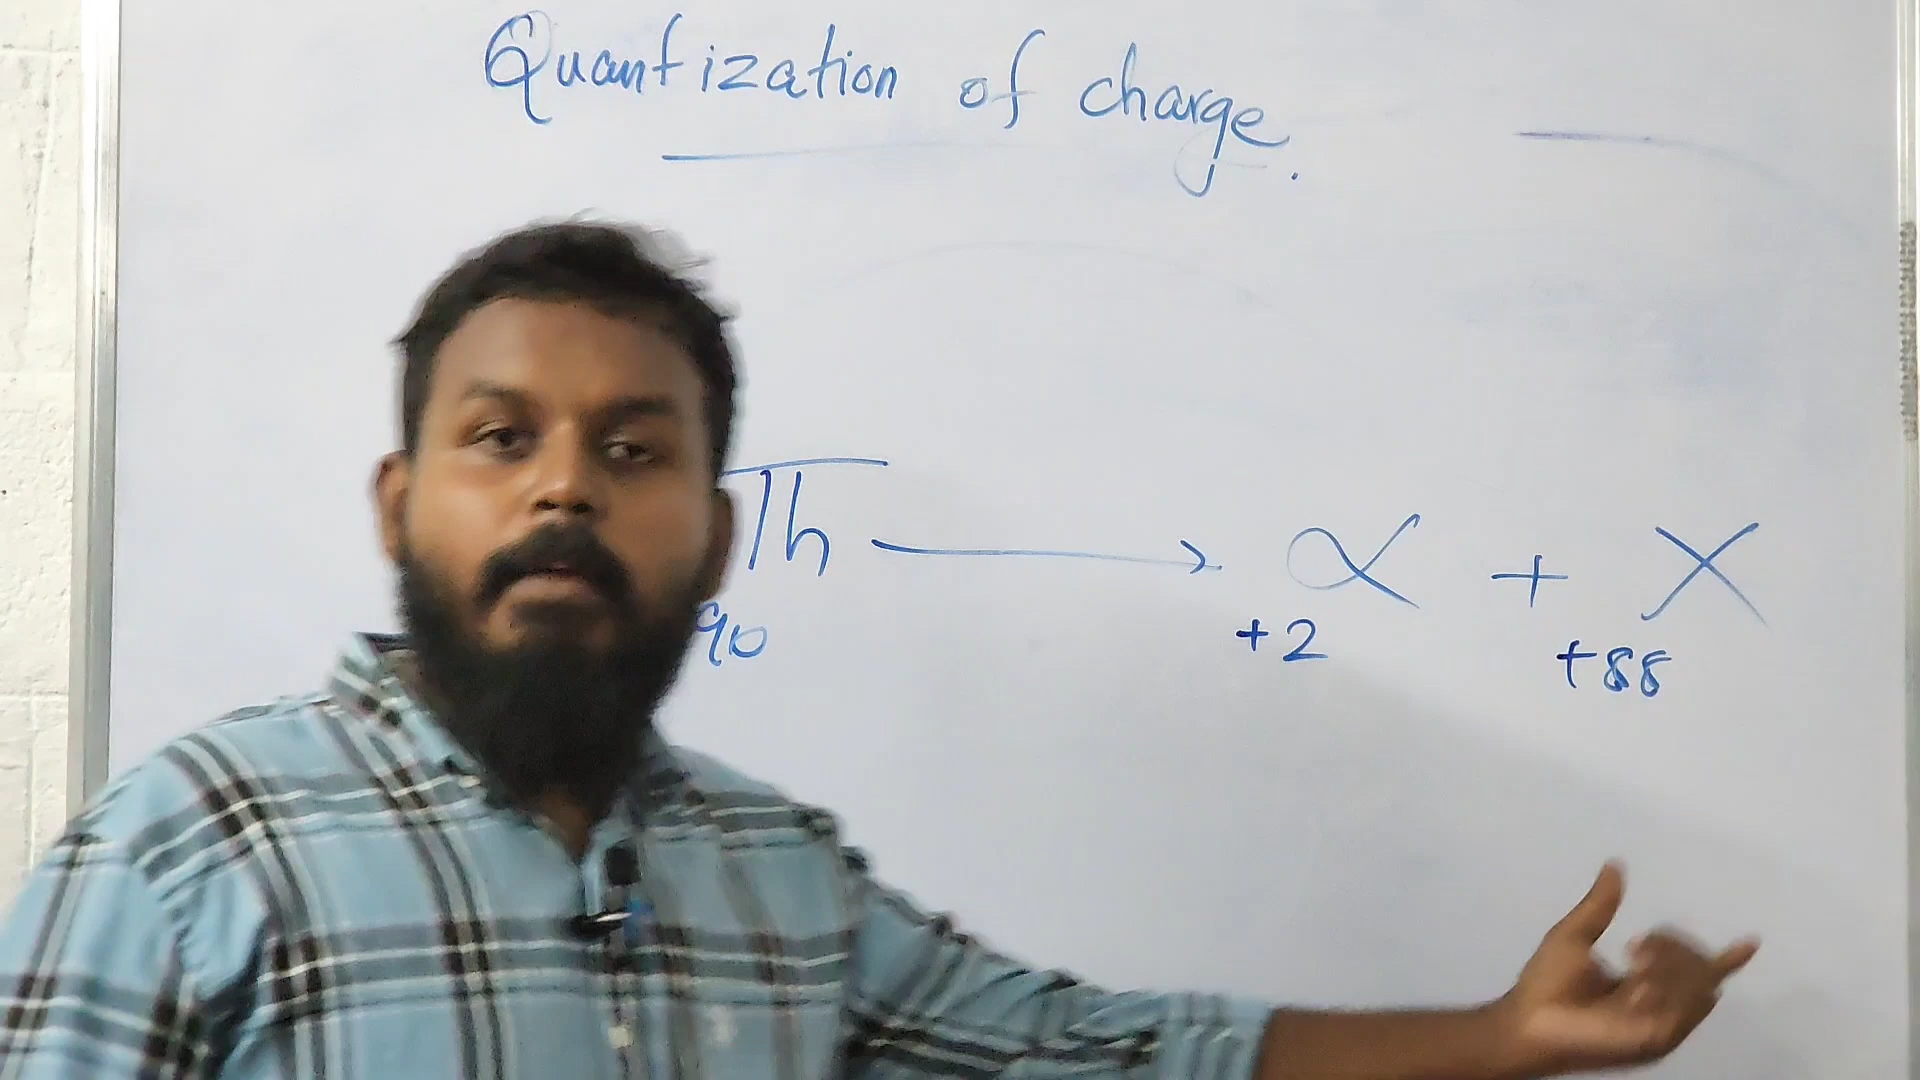 Quantization of charge.
Th → α + X
90 +2 +88